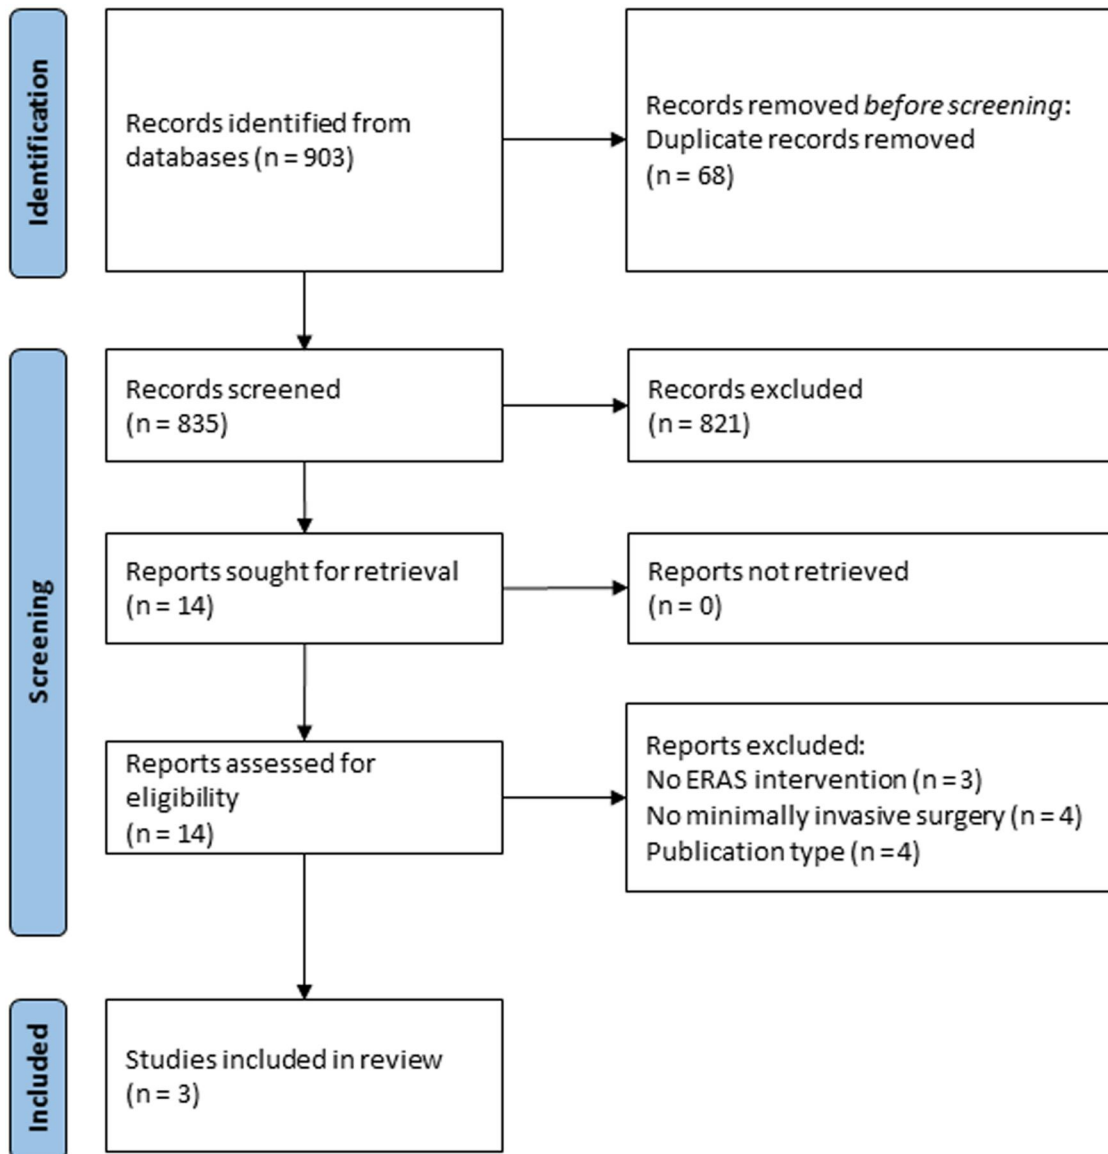 Identification
Records identified from
databases (n = 903)
Records removed before screening:
Duplicate records removed
(n = 68)
Screening
Records screened
(n = 835)
Records excluded
(n = 821)
Reports sought for retrieval
(n = 14)
Reports not retrieved
(n = 0)
Reports assessed for
eligibility
(n = 14)
Reports excluded:
No ERAS intervention (n = 3)
No minimally invasive surgery (n = 4)
Publication type (n = 4)
Included
Studies included in review
(n = 3)